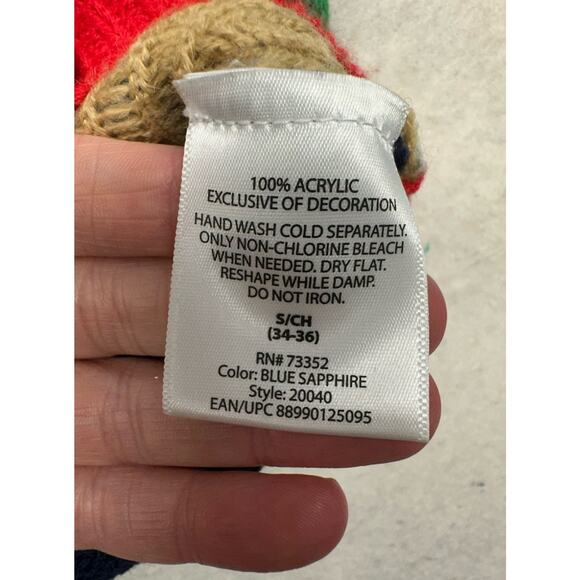 100% ACRYLIC
EXCLUSIVE OF DECORATION
HAND WASH COLD SEPARATELY.
ONLY NON-CHLORINE BLEACH
WHEN NEEDED. DRY FLAT.
RESHAPE WHILE DAMP.
DO NOT IRON.
S/CH
(34-36)
RN# 73352
Color: BLUE SAPPHIRE
Style: 20040
EAN/UPC 88990125095